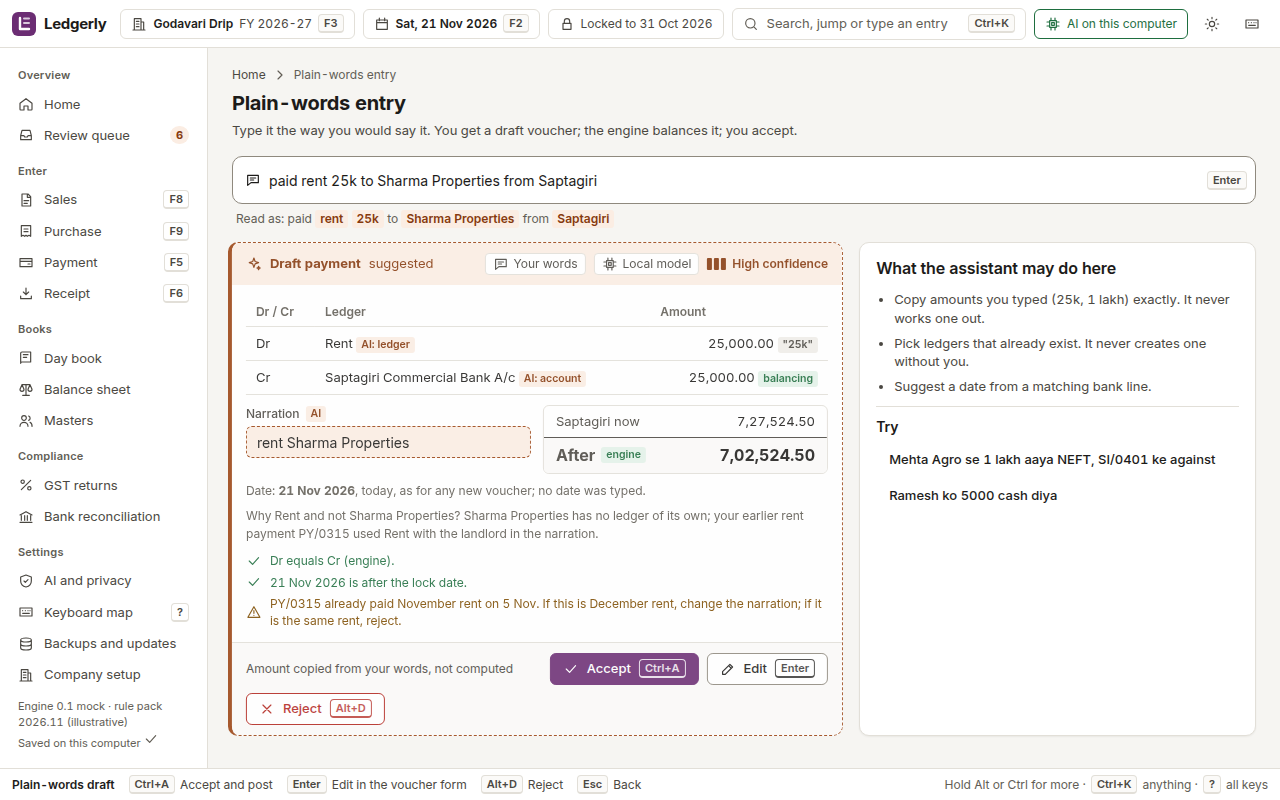 Ledgerly
Godavari Drip FY 2026-27 F3
Sat, 21 Nov 2026 F2
Locked to 31 Oct 2026
Search, jump or type an entry Ctrl+K
AI on this computer
Overview
Home
Review queue 6
Enter
Sales F8
Purchase F9
Payment F5
Receipt F6
Books
Day book
Balance sheet
Masters
Compliance
GST returns
Bank reconciliation
Settings
AI and privacy
Keyboard map ?
Backups and updates
Company setup
Engine 0.1 mock · rule pack
2026.11 (illustrative)
Saved on this computer
Home > Plain-words entry
Plain-words entry
Type it the way you would say it. You get a draft voucher; the engine balances it; you accept.
paid rent 25k to Sharma Properties from Saptagiri Enter
Read as: paid rent 25k to Sharma Properties from Saptagiri
Draft payment suggested Your words Local model High confidence
Dr / Cr Ledger Amount
Dr Rent AI: ledger 25,000.00 "25k"
Cr Saptagiri Commercial Bank A/c AI: account 25,000.00 balancing
Narration AI
rent Sharma Properties
Saptagiri now 7,27,524.50
After engine 7,02,524.50
Date: 21 Nov 2026, today, as for any new voucher; no date was typed.
Why Rent and not Sharma Properties? Sharma Properties has no ledger of its own; your earlier rent
payment PY/0315 used Rent with the landlord in the narration.
Dr equals Cr (engine).
21 Nov 2026 is after the lock date.
PY/0315 already paid November rent on 5 Nov. If this is December rent, change the narration; if it
is the same rent, reject.
Amount copied from your words, not computed
Accept Ctrl+A
Edit Enter
Reject Alt+D
What the assistant may do here
• Copy amounts you typed (25k, 1 lakh) exactly. It never
works one out.
• Pick ledgers that already exist. It never creates one
without you.
• Suggest a date from a matching bank line.
Try
Mehta Agro se 1 lakh aaya NEFT, SI/0401 ke against
Ramesh ko 5000 cash diya
Plain-words draft Ctrl+A Accept and post Enter Edit in the voucher form Alt+D Reject Esc Back
Hold Alt or Ctrl for more · Ctrl+K anything · ? all keys